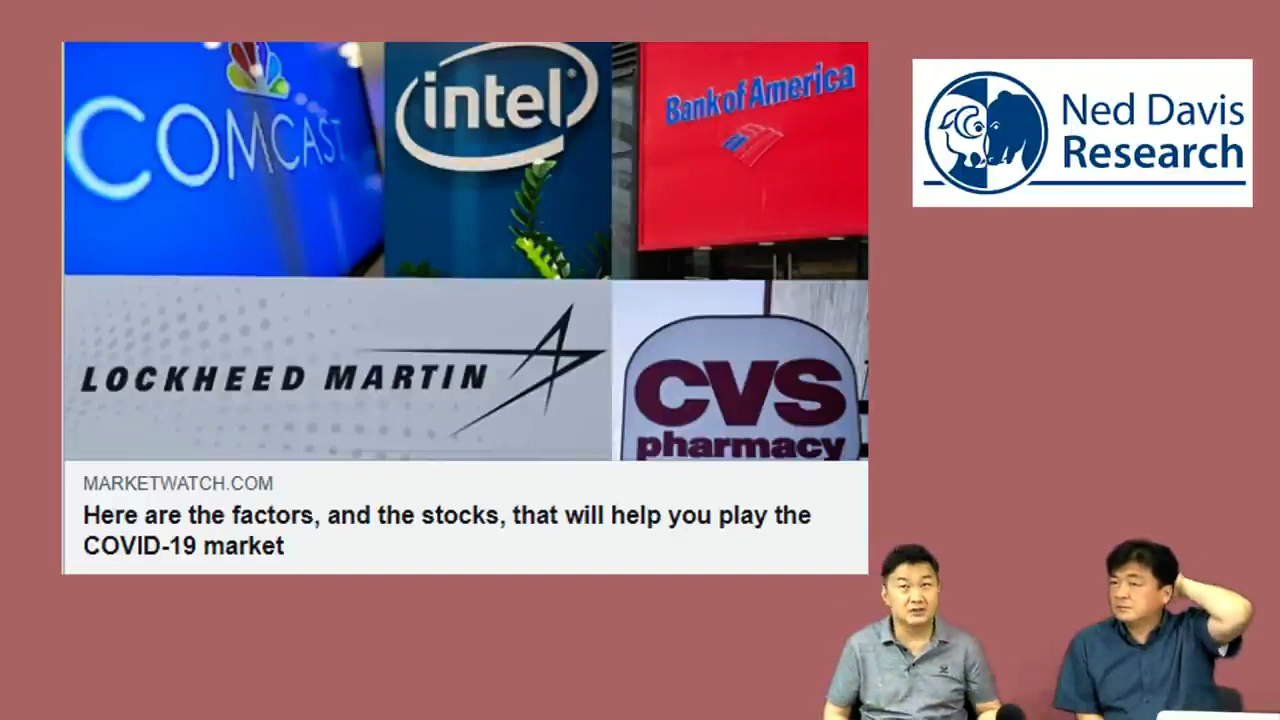 COMCAST
intel
Bank of America
Ned Davis
Research
LOCKHEED MARTIN
CVS
pharmacy
MARKETWATCH.COM
Here are the factors, and the stocks, that will help you play the
COVID-19 market